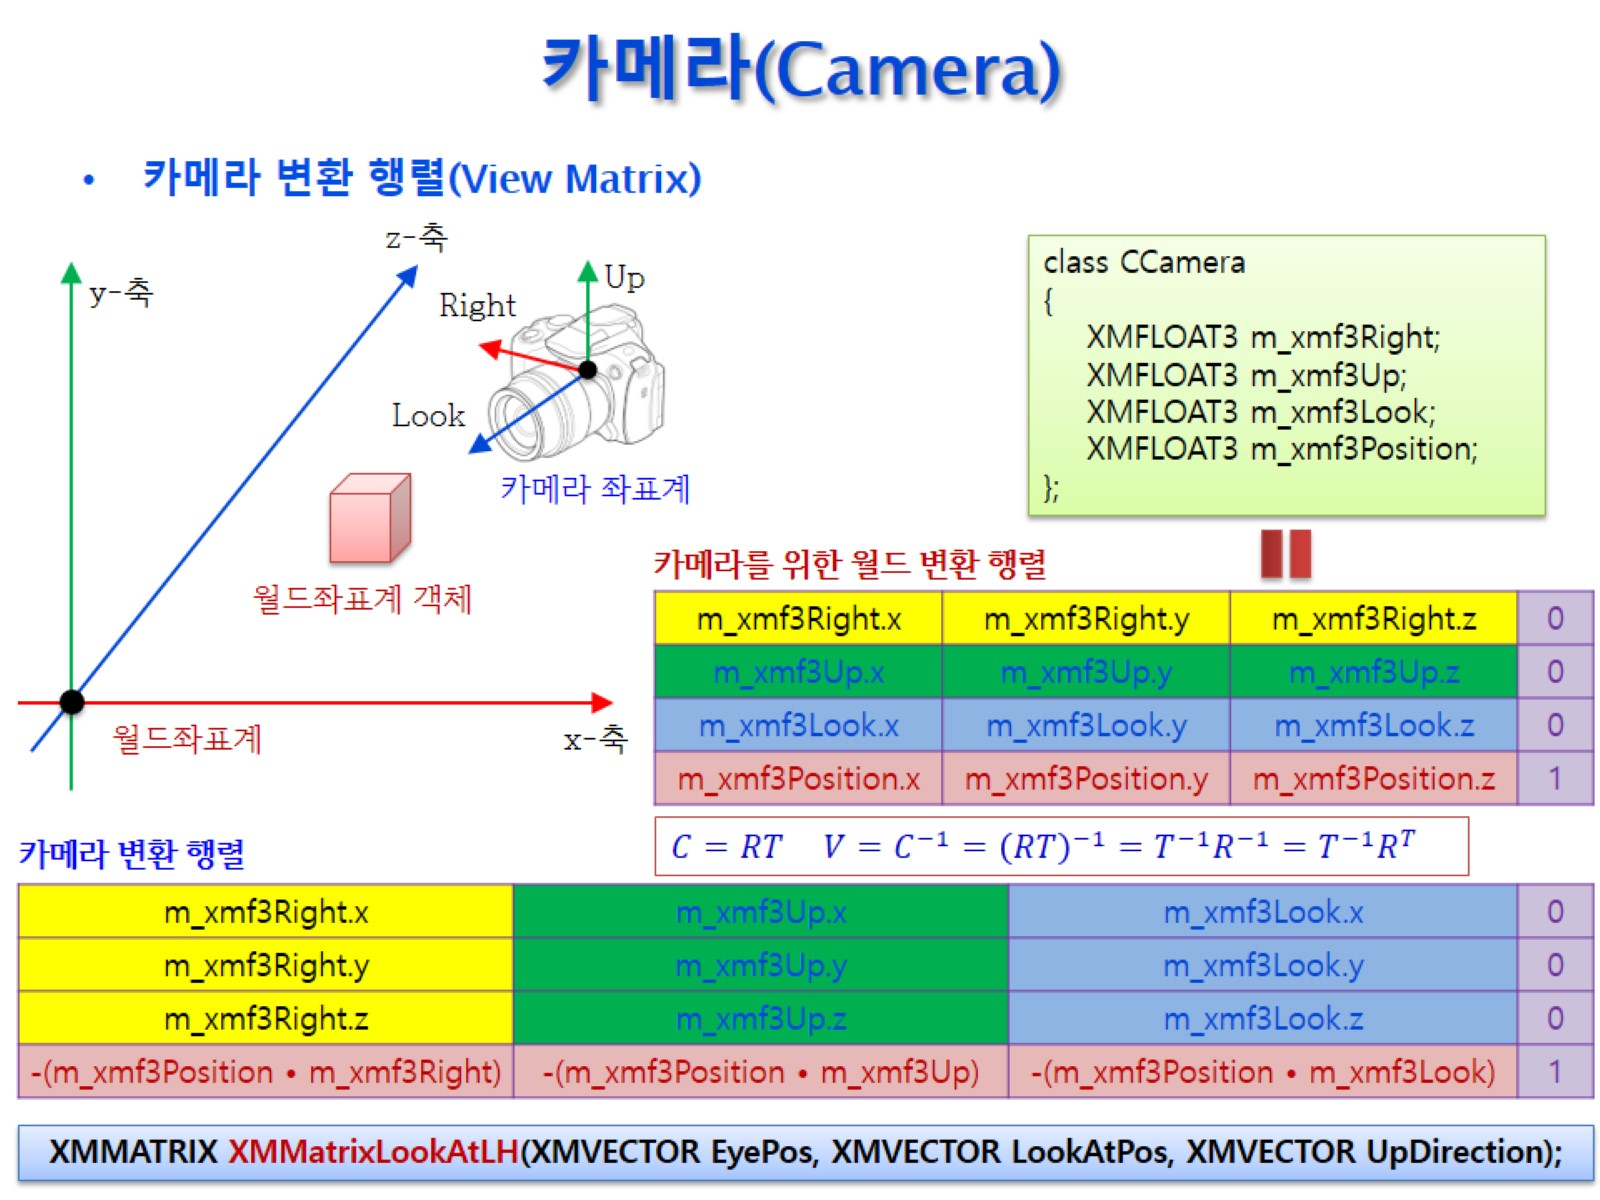 카메라(Camera)
• 카메라 변환 행렬(View Matrix)
z-축
y-축
Up
Right
Look
카메라 좌표계
월드좌표계 객체
월드좌표계
x-축
class CCamera
{
XMFLOAT3 m_xmf3Right;
XMFLOAT3 m_xmf3Up;
XMFLOAT3 m_xmf3Look;
XMFLOAT3 m_xmf3Position;
};
카메라를 위한 월드 변환 행렬
m_xmf3Right.x m_xmf3Right.y m_xmf3Right.z 0
m_xmf3Up.x m_xmf3Up.y m_xmf3Up.z 0
m_xmf3Look.x m_xmf3Look.y m_xmf3Look.z 0
m_xmf3Position.x m_xmf3Position.y m_xmf3Position.z 1
C = RT V = C⁻¹ = (RT)⁻¹ = T⁻¹R⁻¹ = T⁻¹Rᵀ
카메라 변환 행렬
m_xmf3Right.x m_xmf3Up.x m_xmf3Look.x 0
m_xmf3Right.y m_xmf3Up.y m_xmf3Look.y 0
m_xmf3Right.z m_xmf3Up.z m_xmf3Look.z 0
-(m_xmf3Position • m_xmf3Right) -(m_xmf3Position • m_xmf3Up) -(m_xmf3Position • m_xmf3Look) 1
XMMATRIX XMMatrixLookAtLH(XMVECTOR EyePos, XMVECTOR LookAtPos, XMVECTOR UpDirection);